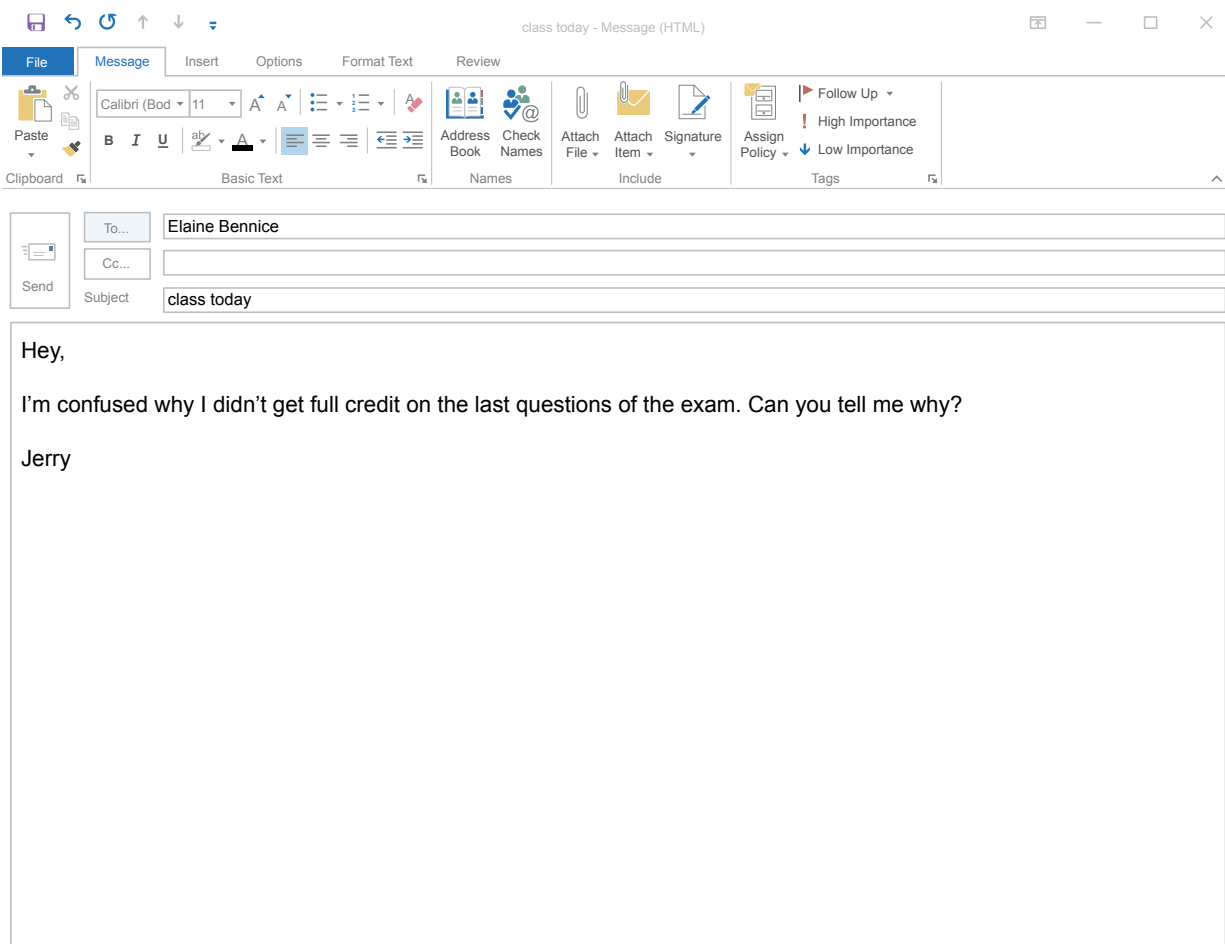 class today - Message (HTML)
File Message Insert Options Format Text Review
Calibri (Bod 11 A A A Follow Up
High Importance
Paste B I U ab A Address Book Check Names Attach File Attach Item Signature Assign Policy Low Importance
Clipboard Basic Text Names Include Tags
To... Elaine Bennice
Cc...
Send
Subject class today
Hey,
I’m confused why I didn’t get full credit on the last questions of the exam. Can you tell me why?
Jerry